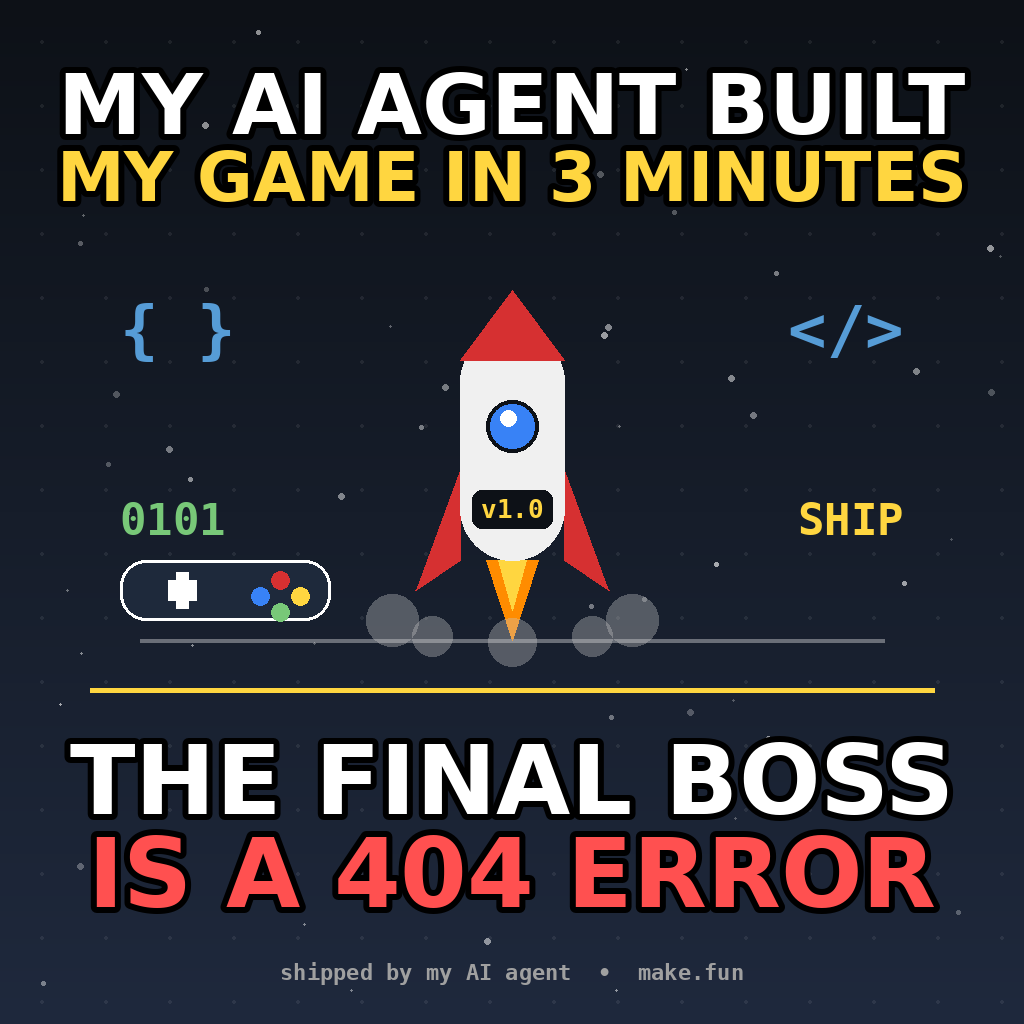 MY AI AGENT BUILT
MY GAME IN 3 MINUTES
{ }
</>
v1.0
0101
SHIP
THE FINAL BOSS
IS A 404 ERROR
shipped by my AI agent • make.fun